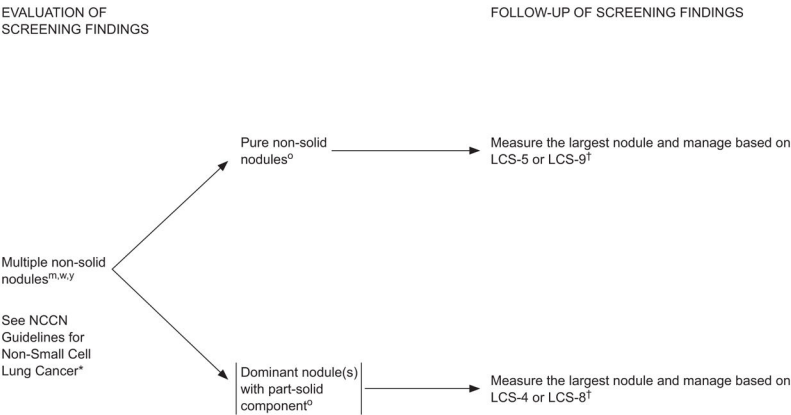 EVALUATION OF
SCREENING FINDINGS
FOLLOW-UP OF SCREENING FINDINGS
Pure non-solid
nodulesᵒ
Measure the largest nodule and manage based on
LCS-5 or LCS-9†
Multiple non-solid
nodulesᵐ,ʷ,ʸ
See NCCN
Guidelines for
Non-Small Cell
Lung Cancer*
Dominant nodule(s)
with part-solid
componentᵒ
Measure the largest nodule and manage based on
LCS-4 or LCS-8†